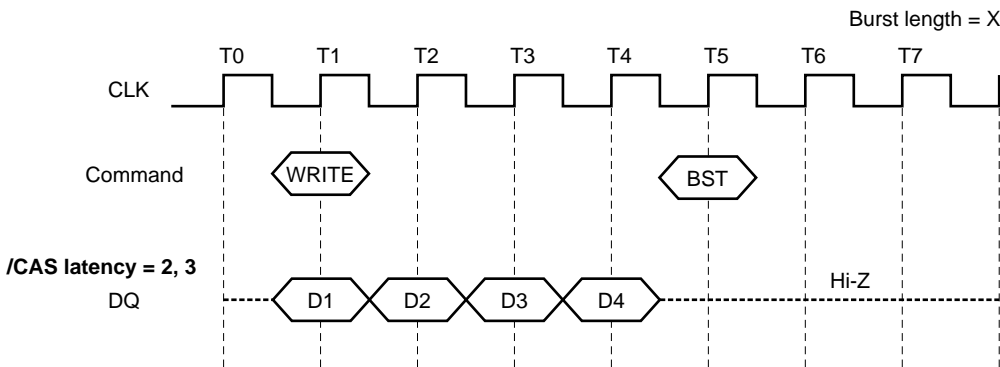 Burst length = X
T0 T1 T2 T3 T4 T5 T6 T7
CLK
Command WRITE BST
/CAS latency = 2, 3
DQ D1 D2 D3 D4 Hi-Z